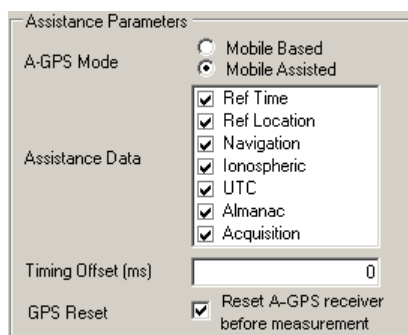 Assistance Parameters
A-GPS Mode
Mobile Based
Mobile Assisted
Assistance Data
Ref Time
Ref Location
Navigation
Ionospheric
UTC
Almanac
Acquisition
Timing Offset (ms)
0
GPS Reset
Reset A-GPS receiver
before measurement